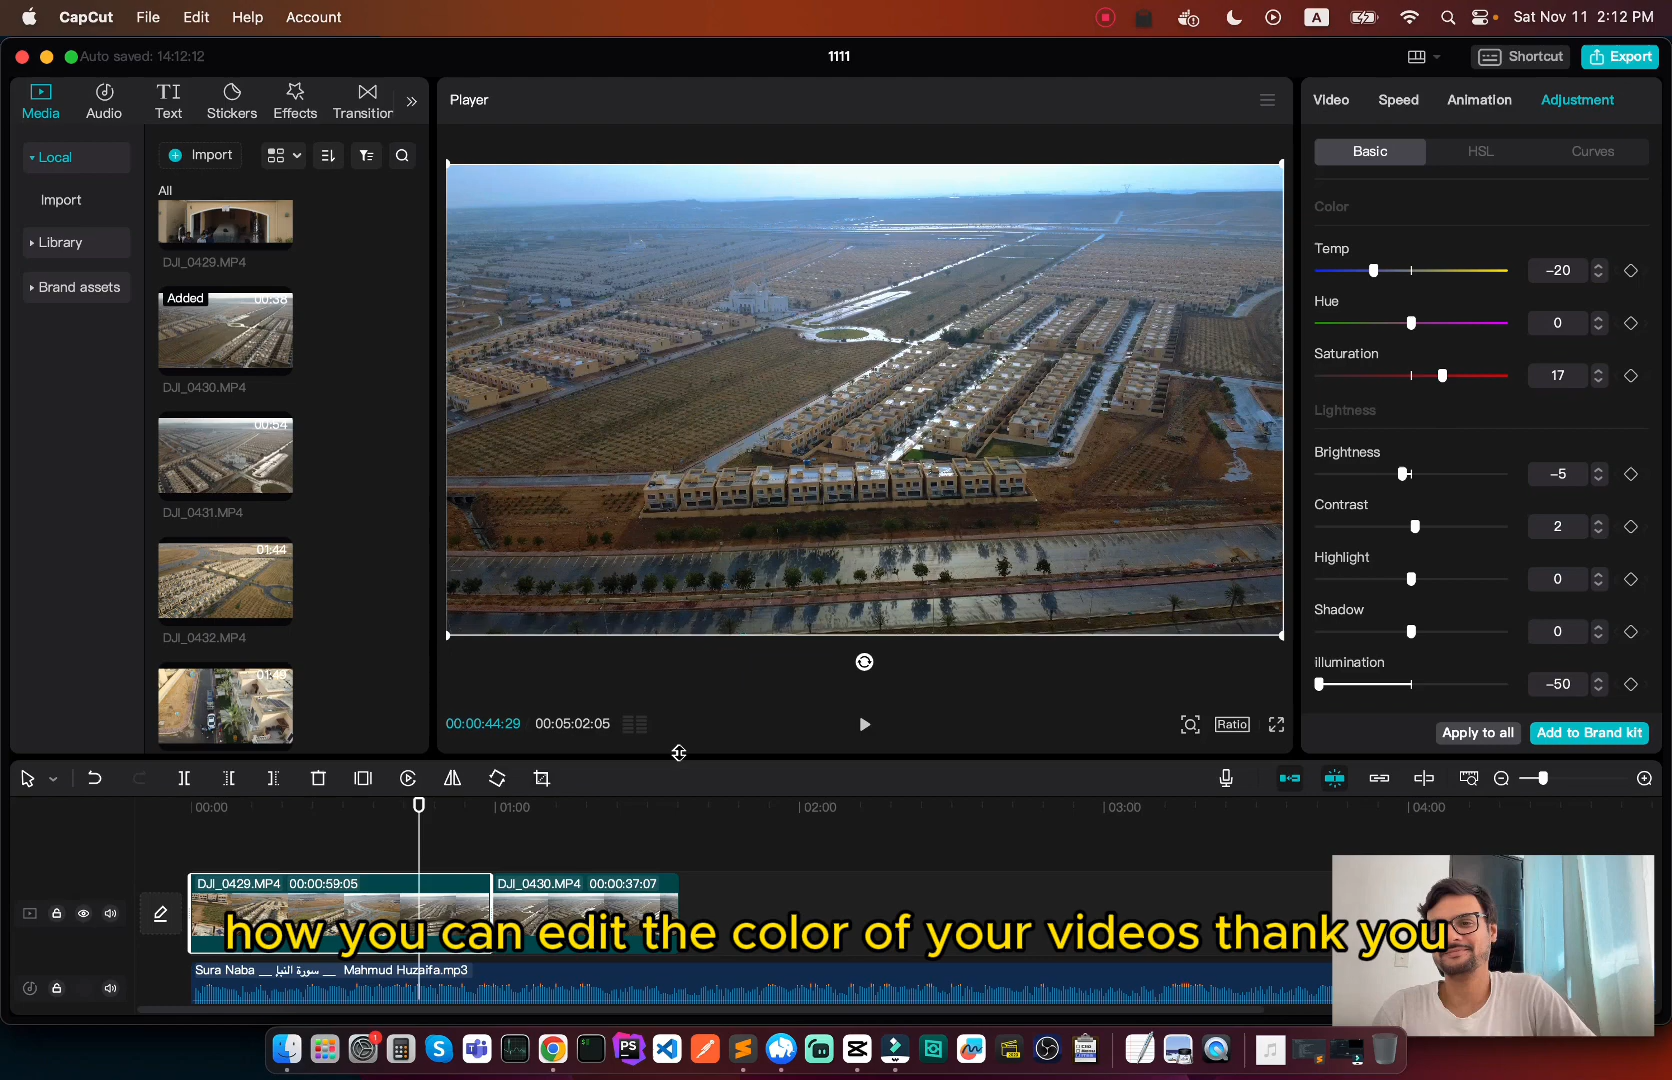 CapCut File Edit Help Account
A Sat Nov 11 2:12 PM
Auto saved: 14:12:12
1111
Shortcut Export
Media Audio Text Stickers Effects Transition
Local
Import
Library
Brand assets
Import
All
DJI_0429.MP4
Added 00:38
DJI_0430.MP4
00:54
DJI_0431.MP4
01:44
DJI_0432.MP4
01:49
Player
00:00:44:29 00:05:02:05
Ratio
Video Speed Animation Adjustment
Basic HSL Curves
Color
Temp
-20
Hue
0
Saturation
17
Lightness
Brightness
-5
Contrast
2
Highlight
0
Shadow
0
illumination
-50
Apply to all Add to Brand kit
00:00 01:00 02:00 03:00 04:00
DJI_0429.MP4 00:00:59:05 DJI_0430.MP4 00:00:37:07
how you can edit the color of your videos thank you
Sura Naba __ سورة النبإ __ Mahmud Huzaifa.mp3
1 S PS